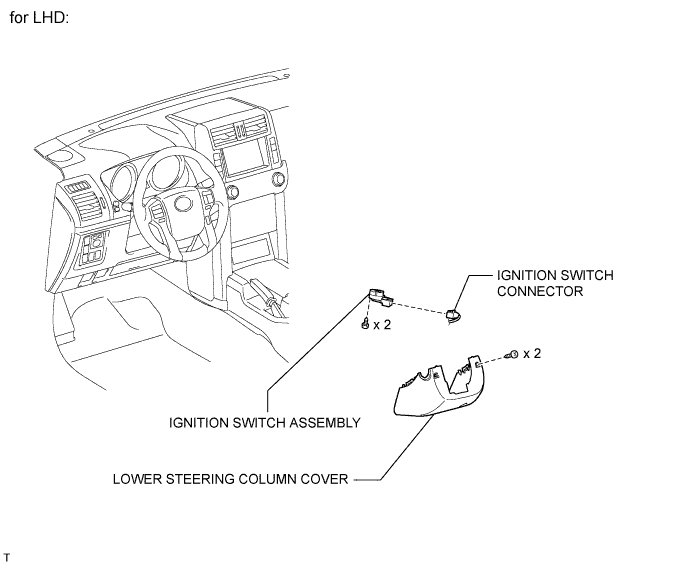 for LHD:
IGNITION SWITCH
CONNECTOR
x 2
x 2
IGNITION SWITCH ASSEMBLY
LOWER STEERING COLUMN COVER
T